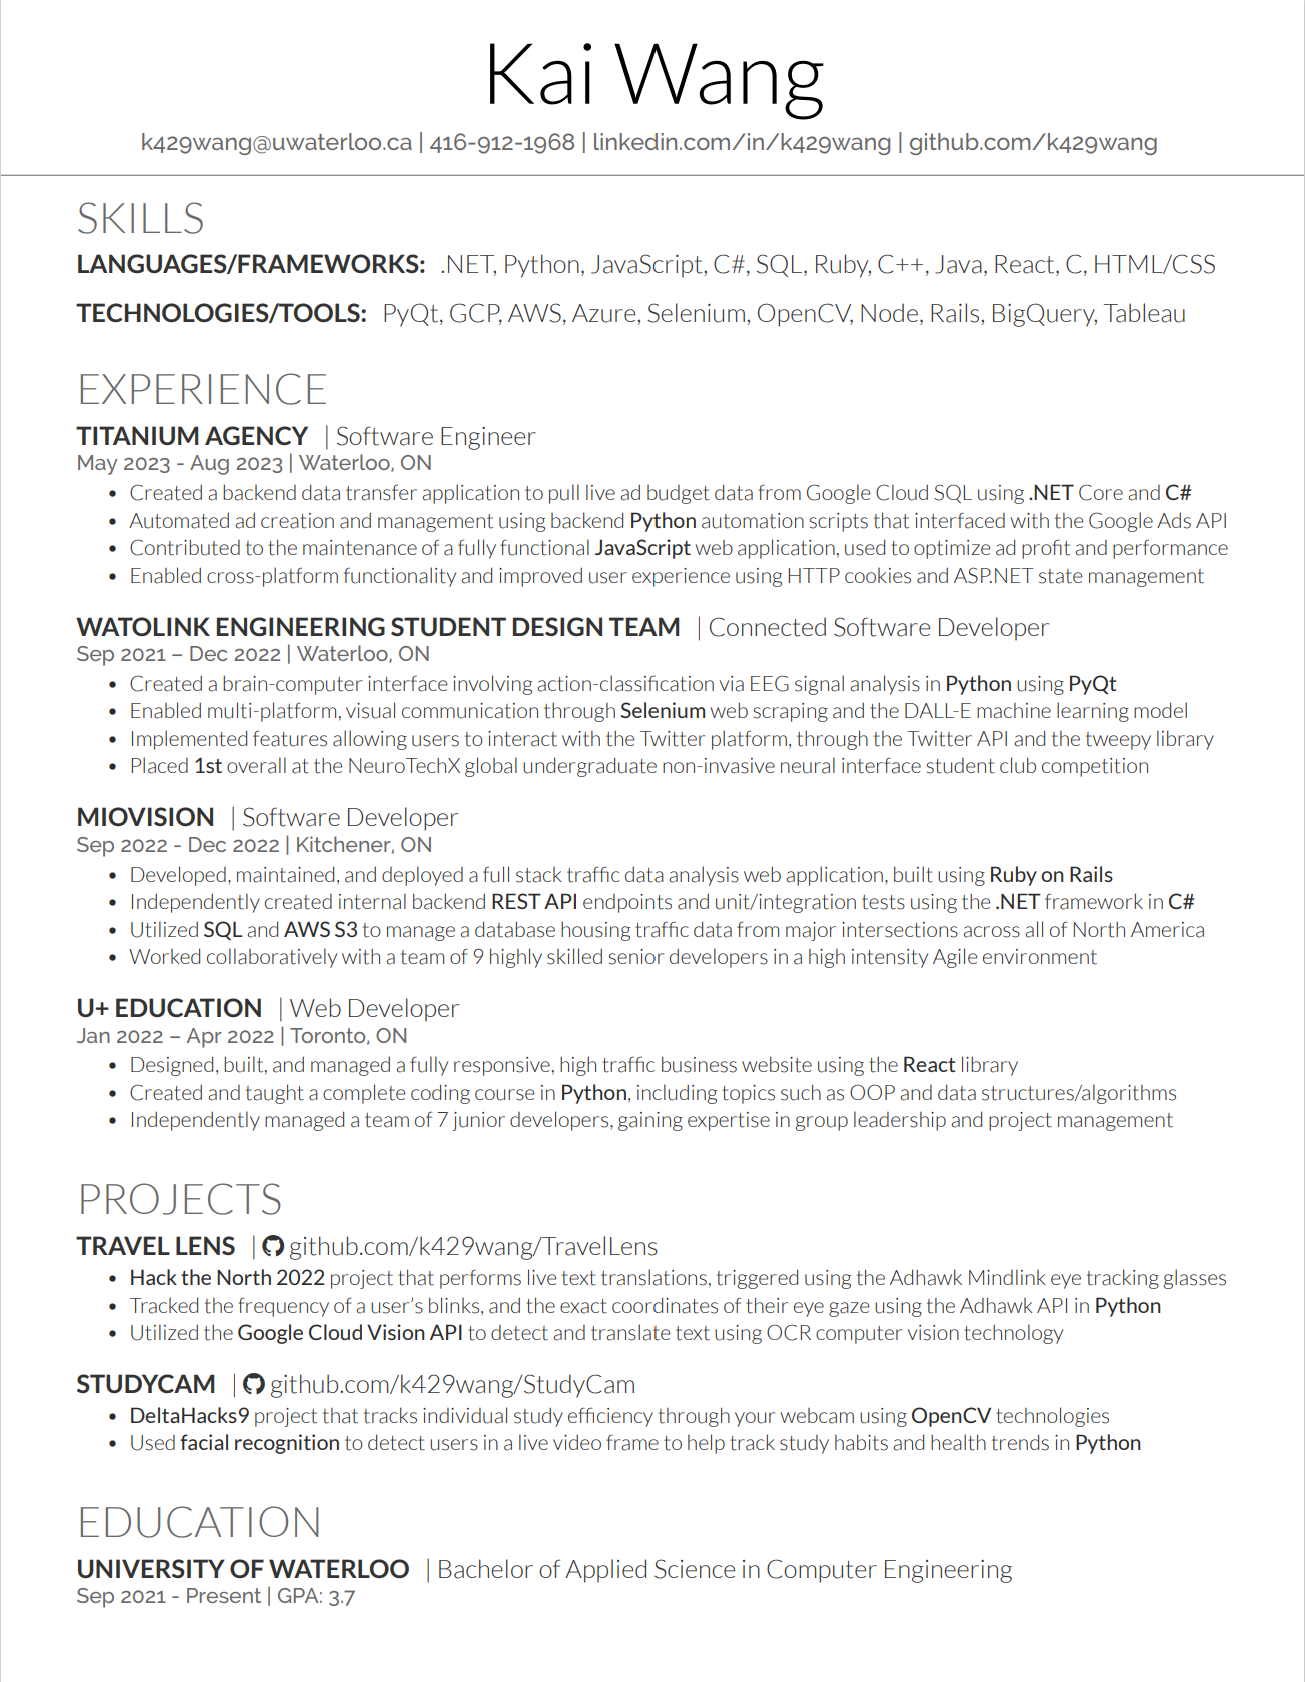 Kai Wang
k429wang@uwaterloo.ca | 416-912-1968 | linkedin.com/in/k429wang | github.com/k429wang
SKILLS
LANGUAGES/FRAMEWORKS: .NET, Python, JavaScript, C#, SQL, Ruby, C++, Java, React, C, HTML/CSS
TECHNOLOGIES/TOOLS: PyQt, GCP, AWS, Azure, Selenium, OpenCV, Node, Rails, BigQuery, Tableau
EXPERIENCE
TITANIUM AGENCY | Software Engineer
May 2023 - Aug 2023 | Waterloo, ON
• Created a backend data transfer application to pull live ad budget data from Google Cloud SQL using .NET Core and C#
• Automated ad creation and management using backend Python automation scripts that interfaced with the Google Ads API
• Contributed to the maintenance of a fully functional JavaScript web application, used to optimize ad profit and performance
• Enabled cross-platform functionality and improved user experience using HTTP cookies and ASP.NET state management
WATOLINK ENGINEERING STUDENT DESIGN TEAM | Connected Software Developer
Sep 2021 – Dec 2022 | Waterloo, ON
• Created a brain-computer interface involving action-classification via EEG signal analysis in Python using PyQt
• Enabled multi-platform, visual communication through Selenium web scraping and the DALL-E machine learning model
• Implemented features allowing users to interact with the Twitter platform, through the Twitter API and the tweepy library
• Placed 1st overall at the NeuroTechX global undergraduate non-invasive neural interface student club competition
MIOVISION | Software Developer
Sep 2022 - Dec 2022 | Kitchener, ON
• Developed, maintained, and deployed a full stack traffic data analysis web application, built using Ruby on Rails
• Independently created internal backend REST API endpoints and unit/integration tests using the .NET framework in C#
• Utilized SQL and AWS S3 to manage a database housing traffic data from major intersections across all of North America
• Worked collaboratively with a team of 9 highly skilled senior developers in a high intensity Agile environment
U+ EDUCATION | Web Developer
Jan 2022 – Apr 2022 | Toronto, ON
• Designed, built, and managed a fully responsive, high traffic business website using the React library
• Created and taught a complete coding course in Python, including topics such as OOP and data structures/algorithms
• Independently managed a team of 7 junior developers, gaining expertise in group leadership and project management
PROJECTS
TRAVEL LENS | github.com/k429wang/TravelLens
• Hack the North 2022 project that performs live text translations, triggered using the Adhawk Mindlink eye tracking glasses
• Tracked the frequency of a user's blinks, and the exact coordinates of their eye gaze using the Adhawk API in Python
• Utilized the Google Cloud Vision API to detect and translate text using OCR computer vision technology
STUDYCAM | github.com/k429wang/StudyCam
• DeltaHacks9 project that tracks individual study efficiency through your webcam using OpenCV technologies
• Used facial recognition to detect users in a live video frame to help track study habits and health trends in Python
EDUCATION
UNIVERSITY OF WATERLOO | Bachelor of Applied Science in Computer Engineering
Sep 2021 - Present | GPA: 3.7